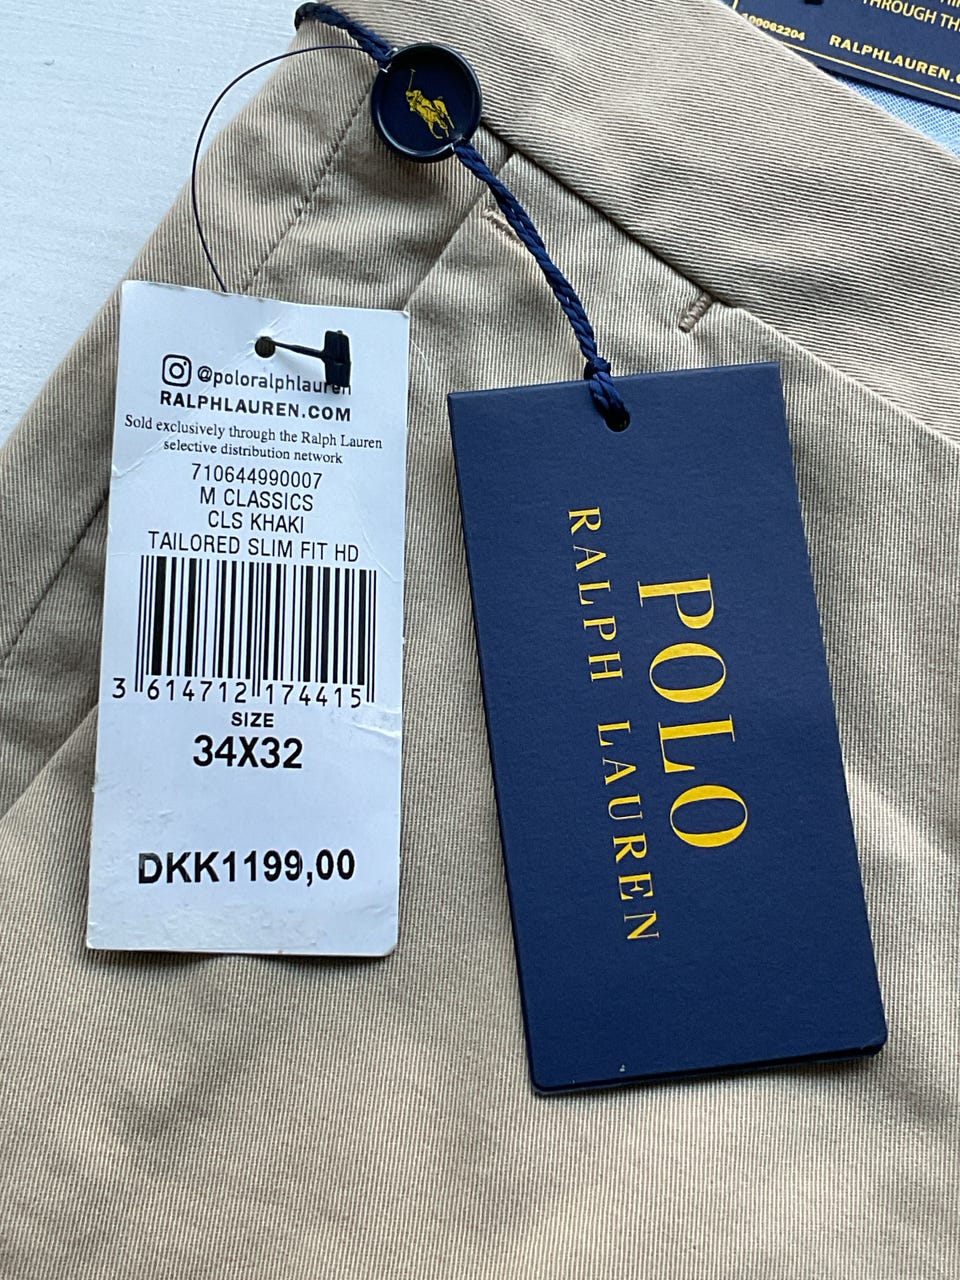 THROUGH TH
100062204 RALPHLAUREN.
@poloralphlauren
RALPHLAUREN.COM
Sold exclusively through the Ralph Lauren
selective distribution network
710644990007
M CLASSICS
CLS KHAKI
TAILORED SLIM FIT HD
3 614712 174415
SIZE
34X32
DKK1199,00
POLO
RALPH LAUREN